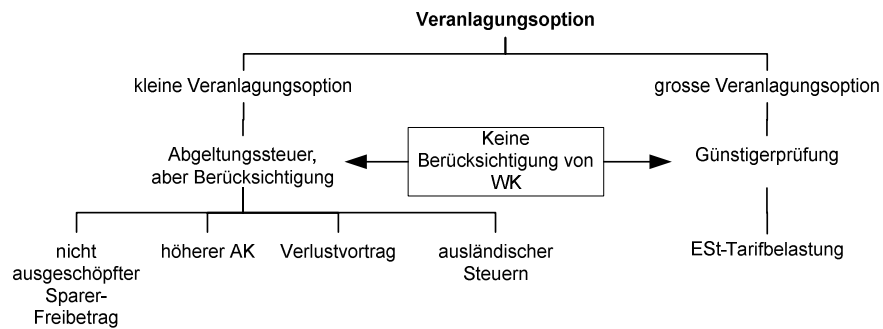 Veranlagungsoption
kleine Veranlagungsoption
grosse Veranlagungsoption
Abgeltungssteuer,
aber Berücksichtigung
Keine
Berücksichtigung von
WK
Günstigerprüfung
nicht
ausgeschöpfter
Sparer-
Freibetrag
höherer AK
Verlustvortrag
ausländischer
Steuern
ESt-Tarifbelastung